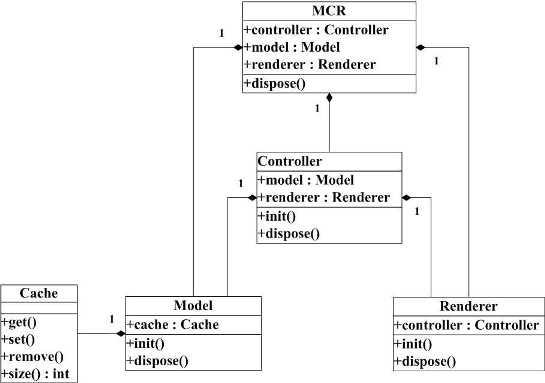 MCR
+controller : Controller
+model : Model
+renderer : Renderer
+dispose()
1
1
1
Controller
+model : Model
+renderer : Renderer
+init()
+dispose()
1
1
Cache
+get()
+set()
+remove()
+size() : int
1
Model
+cache : Cache
+init()
+dispose()
Renderer
+controller : Controller
+init()
+dispose()